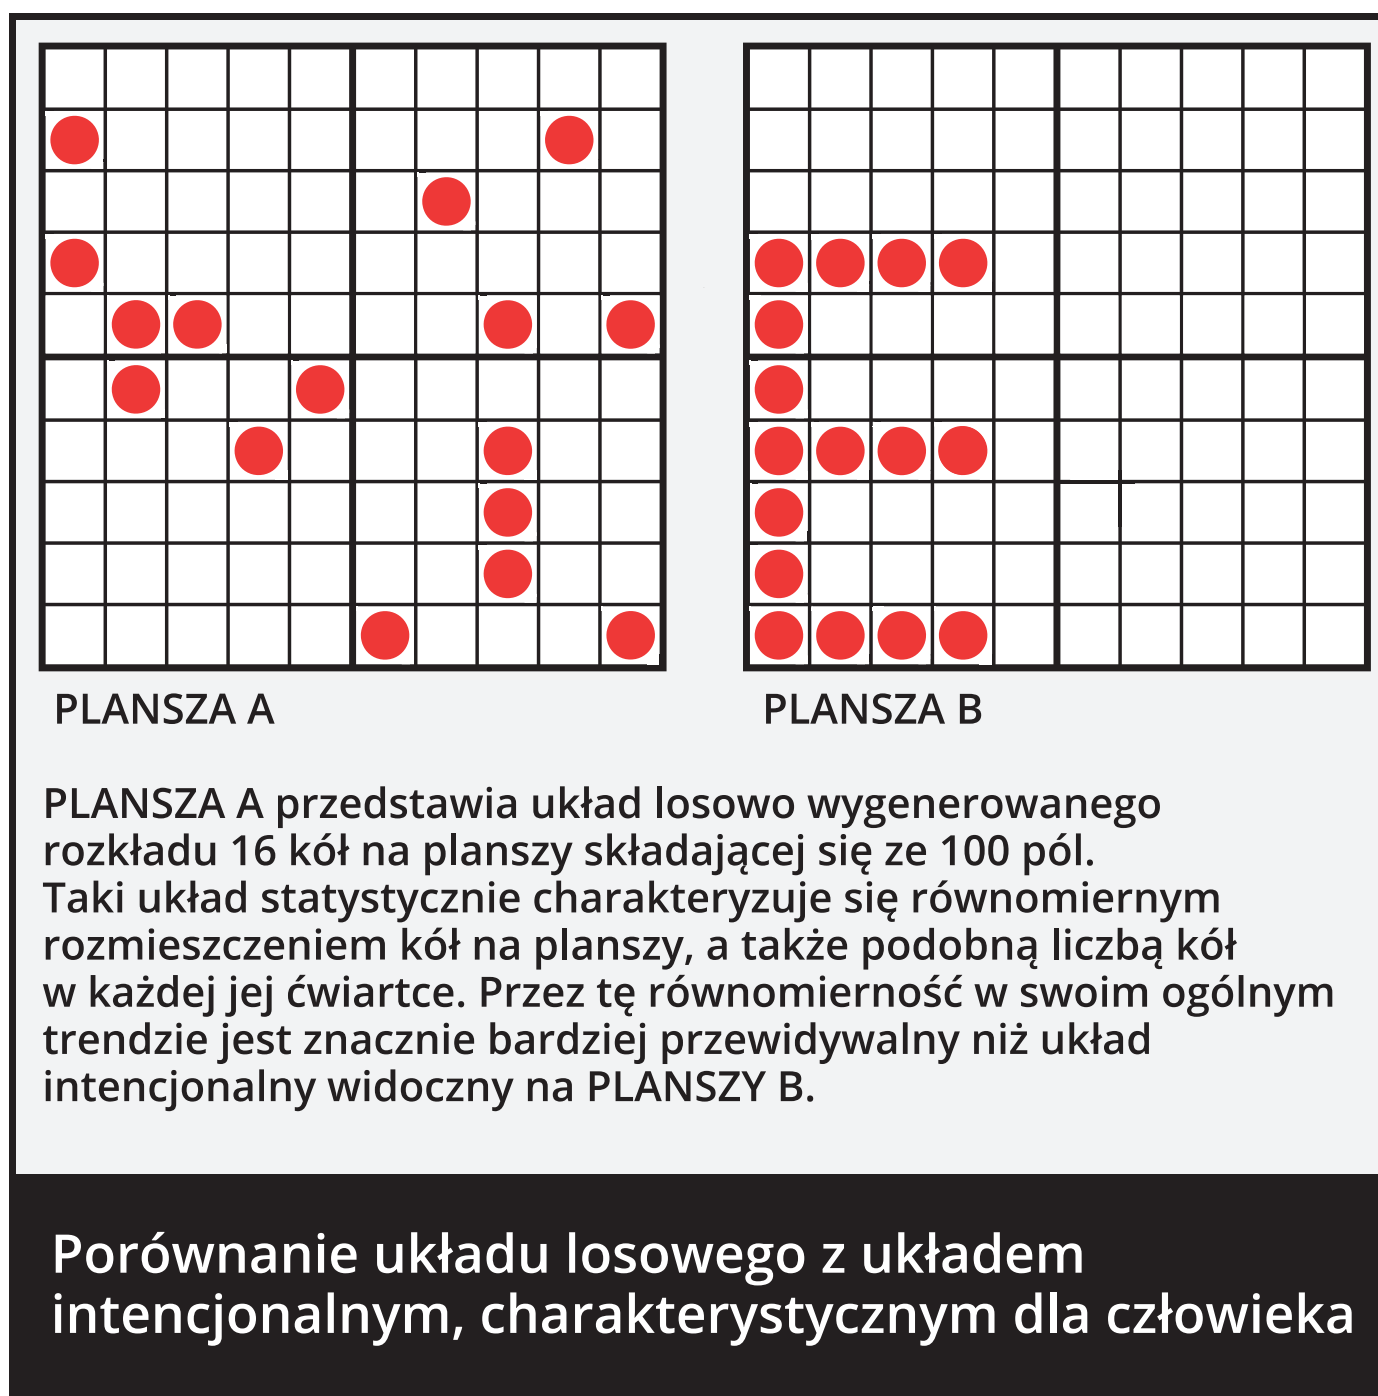 PLANSZA A
PLANSZA B
PLANSZA A przedstawia układ losowo wygenerowanego
rozkładu 16 kół na planszy składającej się ze 100 pól.
Taki układ statystycznie charakteryzuje się równomiernym
rozmieszczeniem kół na planszy, a także podobną liczbą kół
w każdej jej ćwiartce. Przez tę równomierność w swoim ogólnym
trendzie jest znacznie bardziej przewidywalny niż układ
intencjonalny widoczny na PLANSZY B.
Porównanie układu losowego z układem
intencjonalnym, charakterystycznym dla człowieka